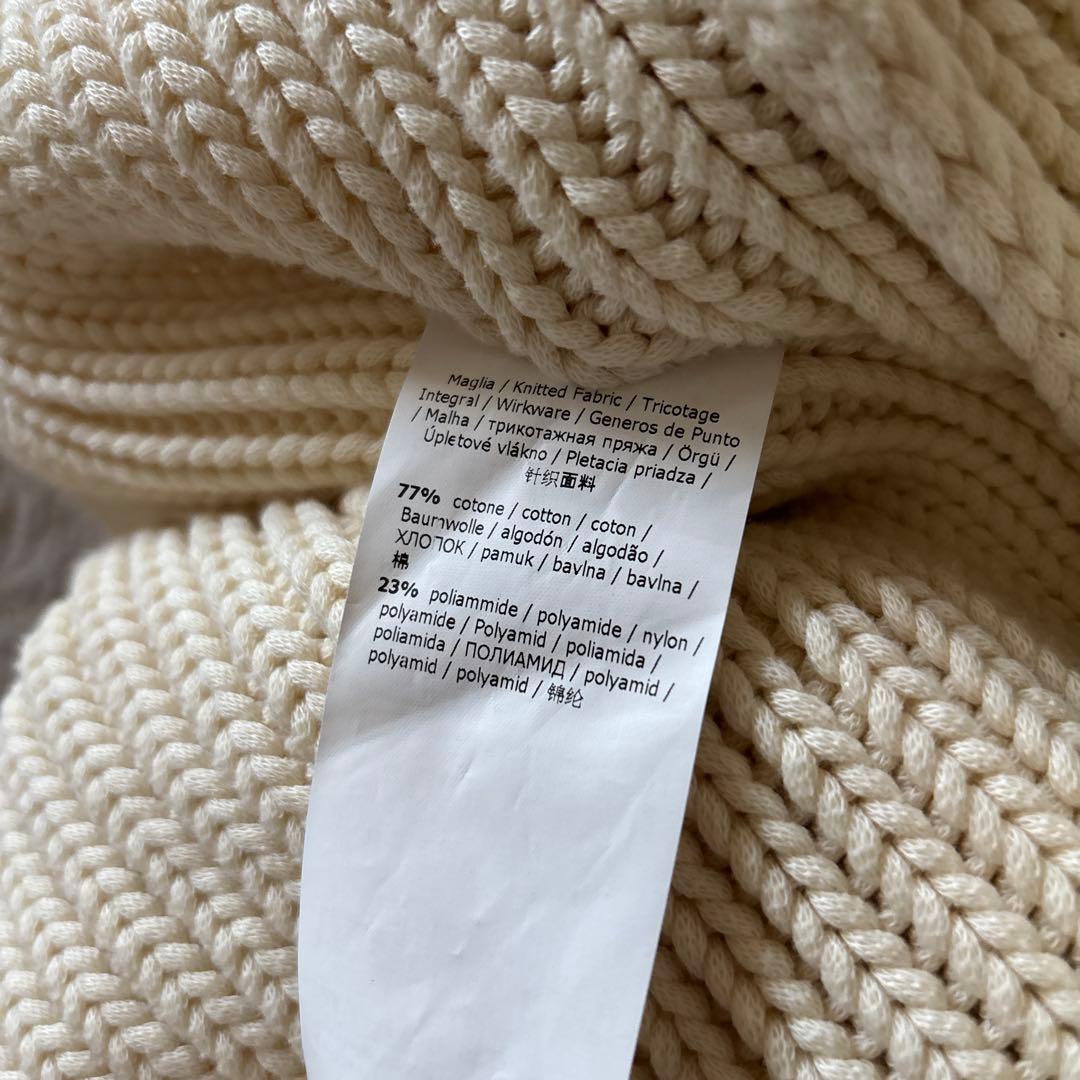 Maglia / Knitted Fabric / Tricotage
Integral / Wirkware / Generos de Punto
/ Malha / трикотажная пряжа / Örgü /
Úpletové vlákno / Pletacia priadza /
针织面料
77% cotone / cotton / coton /
Baumwolle / algodón / algodão /
ХЛОПОК / pamuk / bavlna / bavlna /
棉
23% poliammide / polyamide / nylon /
polyamide / Polyamid / poliamida /
poliamida / ПОЛИАМИД / polyamid /
polyamid / polyamid / 锦纶